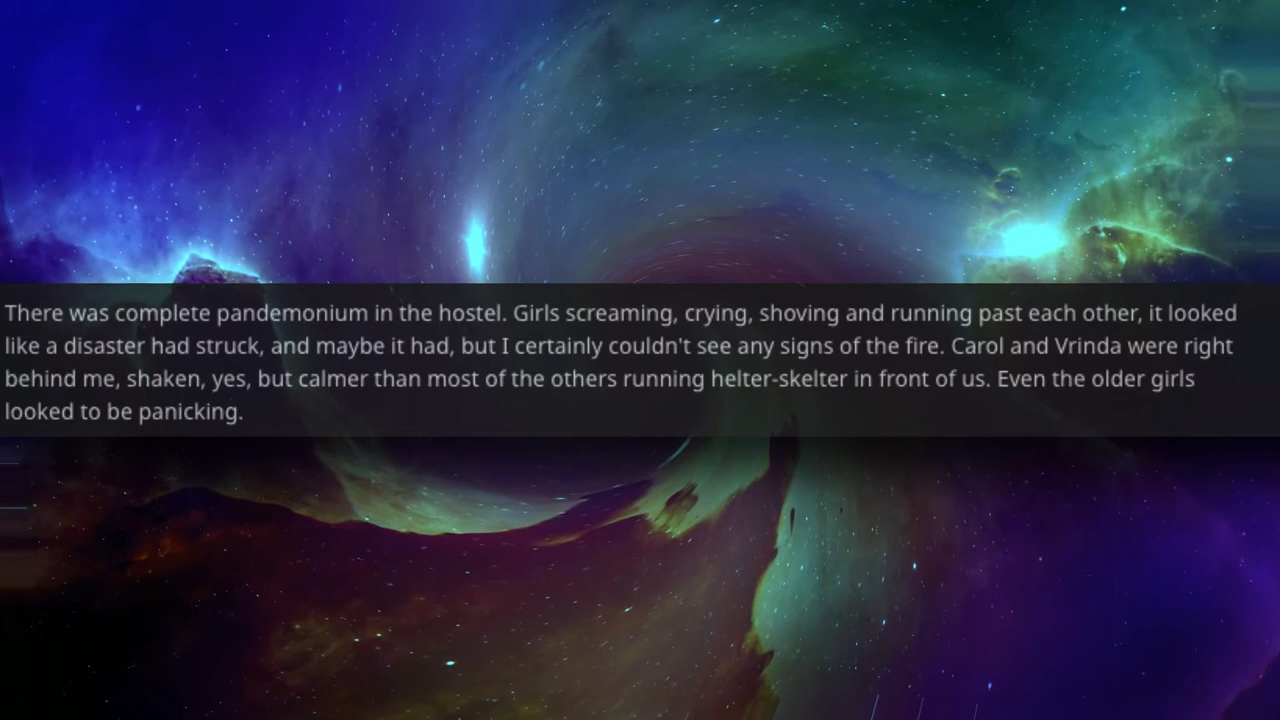 There was complete pandemonium in the hostel. Girls screaming, crying, shoving and running past each other, it looked
like a disaster had struck, and maybe it had, but I certainly couldn't see any signs of the fire. Carol and Vrinda were right
behind me, shaken, yes, but calmer than most of the others running helter-skelter in front of us. Even the older girls
looked to be panicking.